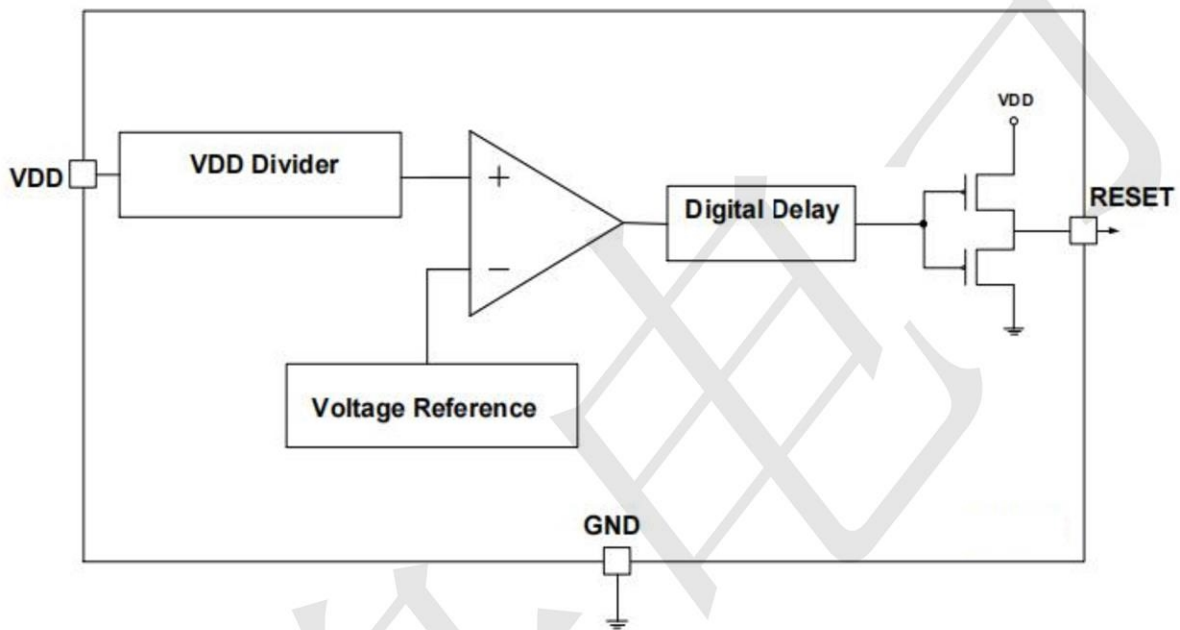 VDD
VDD
VDD Divider
+
Digital Delay
RESET
−
Voltage Reference
GND